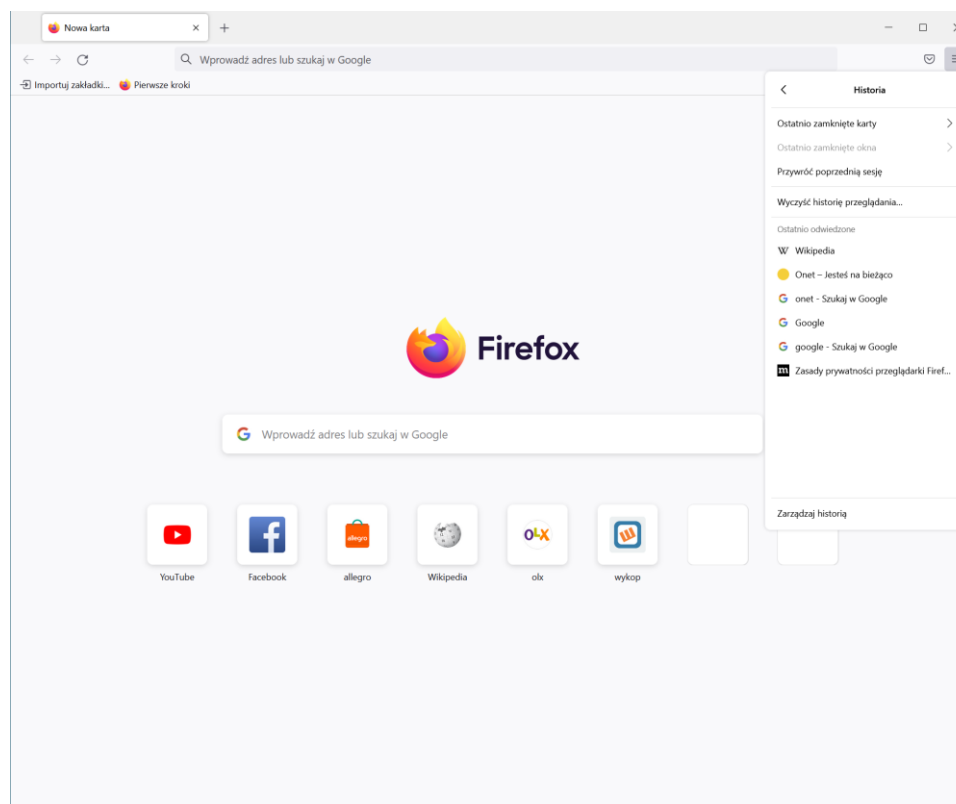 Nowa karta
Wprowadź adres lub szukaj w Google
Importuj zakładki... Pierwsze kroki
Historia
Ostatnio zamknięte karty
Ostatnio zamknięte okna
Przywróć poprzednią sesję
Wyczyść historię przeglądania...
Ostatnio odwiedzone
W Wikipedia
Onet – Jesteś na bieżąco
G onet - Szukaj w Google
G Google
G google - Szukaj w Google
m Zasady prywatności przeglądarki Firef...
Zarządzaj historią
Firefox
G Wprowadź adres lub szukaj w Google
allegro
OLX
YouTube Facebook allegro Wikipedia olx wykop